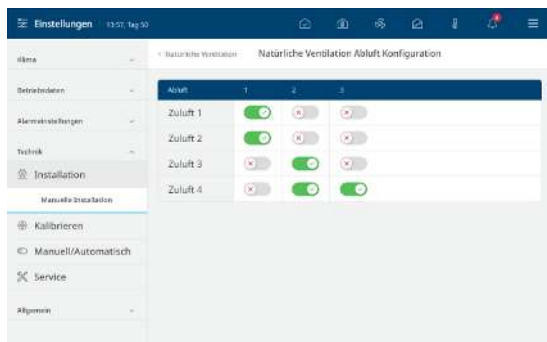 Einstellungen 13:57, Tag 50
Klima
Betriebsdaten
Alarmeinstellungen
Technik
Installation
Manuelle Installation
Kalibrieren
Manuell/Automatisch
Service
Allgemein
< Natürliche Ventilation Natürliche Ventilation Abluft Konfiguration
Abluft 1 2 3
Zuluft 1
Zuluft 2
Zuluft 3
Zuluft 4